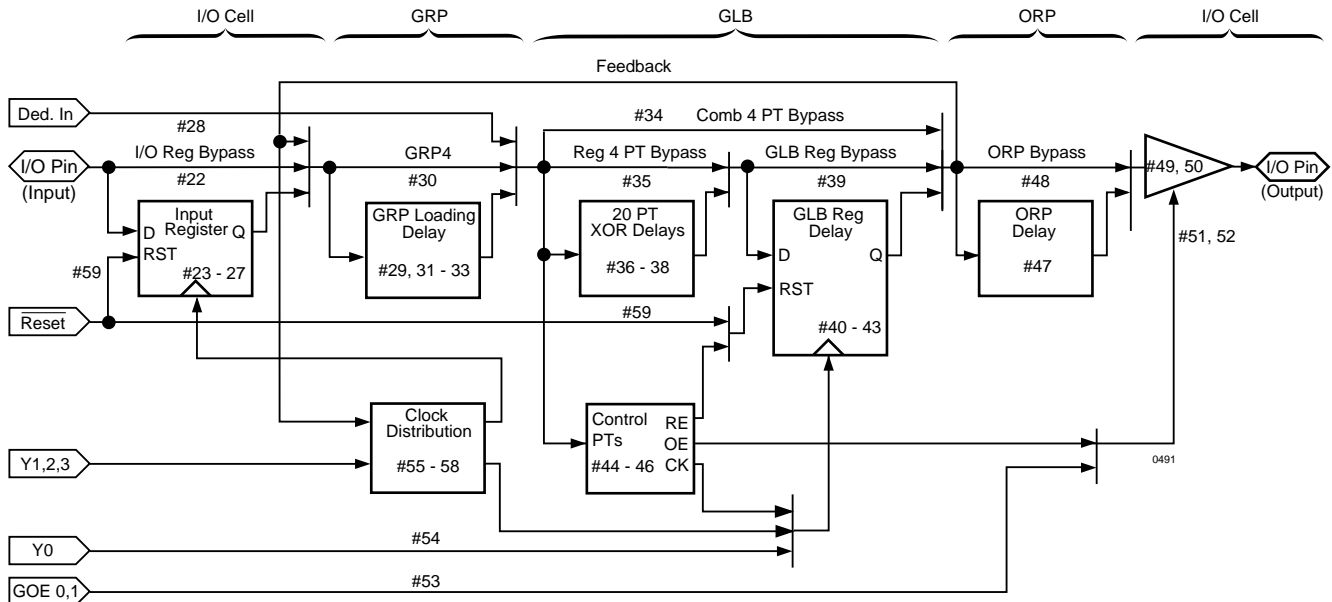 I/O Cell
GRP
GLB
ORP
I/O Cell
Feedback
Ded. In
#28
#34 Comb 4 PT Bypass
I/O Pin
(Input)
I/O Reg Bypass
#22
GRP4
#30
Reg 4 PT Bypass
#35
GLB Reg Bypass
#39
ORP Bypass
#48
#49, 50
I/O Pin
(Output)
Input
Register
D
Q
RST
#23 - 27
GRP Loading
Delay
#29, 31 - 33
20 PT
XOR Delays
#36 - 38
GLB Reg
Delay
D
Q
RST
#40 - 43
ORP
Delay
#47
#51, 52
#59
Reset
#59
Clock
Distribution
#55 - 58
Control
PTs
#44 - 46
RE
OE
CK
0491
Y1,2,3
Y0
#54
GOE 0,1
#53